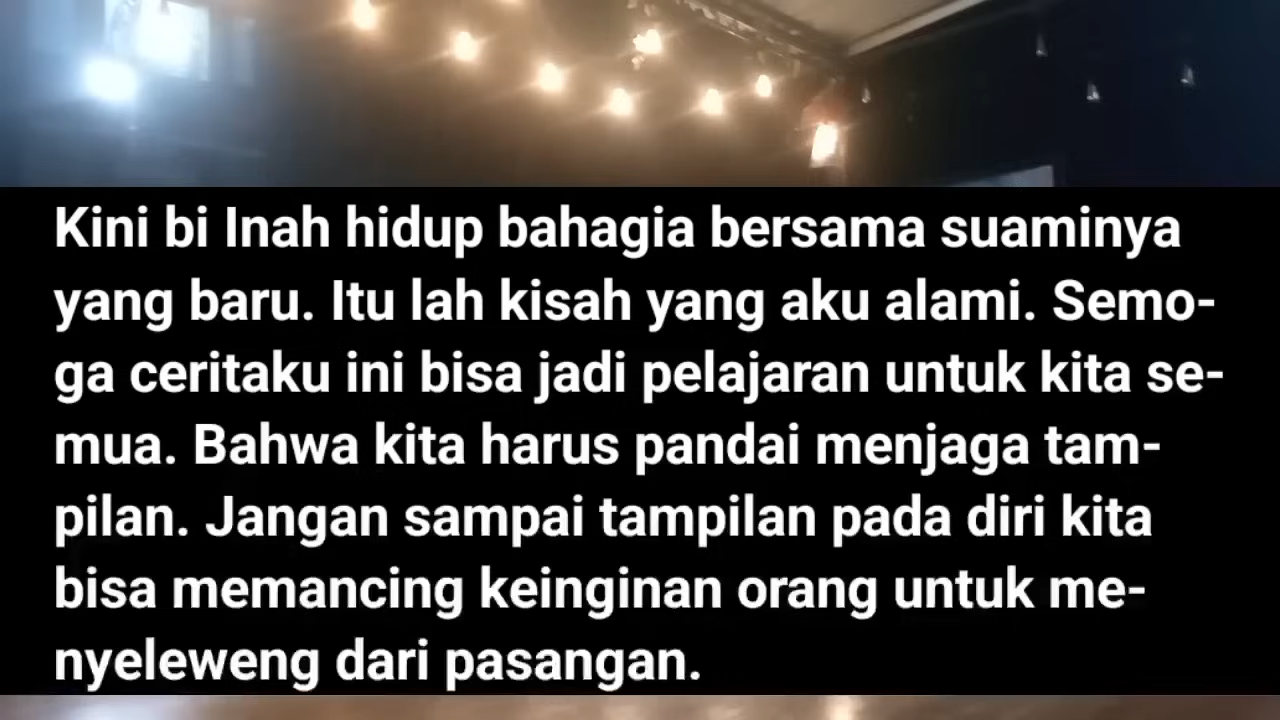 Kini bi Inah hidup bahagia bersama suaminya
yang baru. Itu lah kisah yang aku alami. Semo-
ga ceritaku ini bisa jadi pelajaran untuk kita se-
mua. Bahwa kita harus pandai menjaga tam-
pilan. Jangan sampai tampilan pada diri kita
bisa memancing keinginan orang untuk me-
nyeleweng dari pasangan.